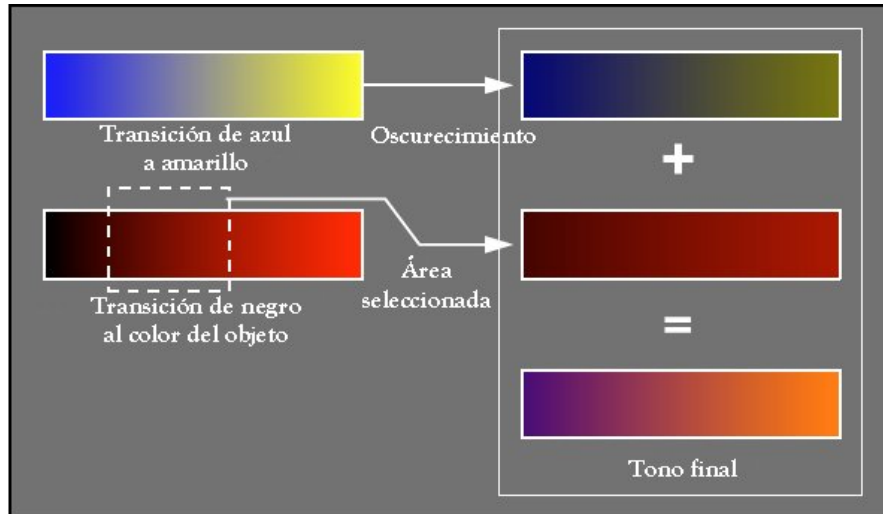 Transición de azul
a amarillo
Oscurecimiento
+
Transición de negro
al color del objeto
Área
seleccionada
=
Tono final